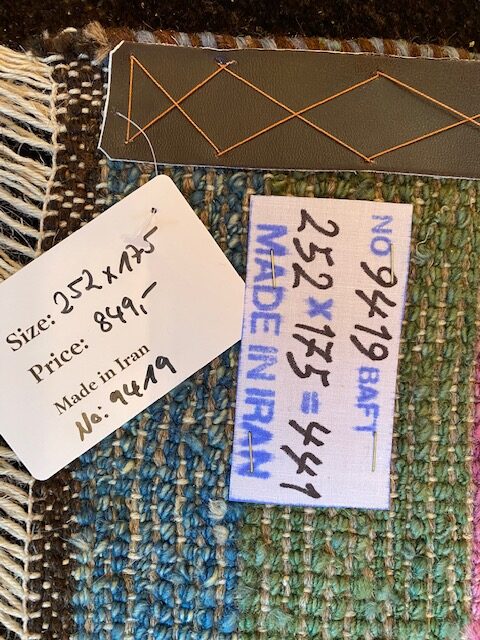 Size: 252 x 175
Price: 849,-
Made in Iran
No: 9419
NO 9419 BAFT
252 x 175 = 441
MADE IN IRAN